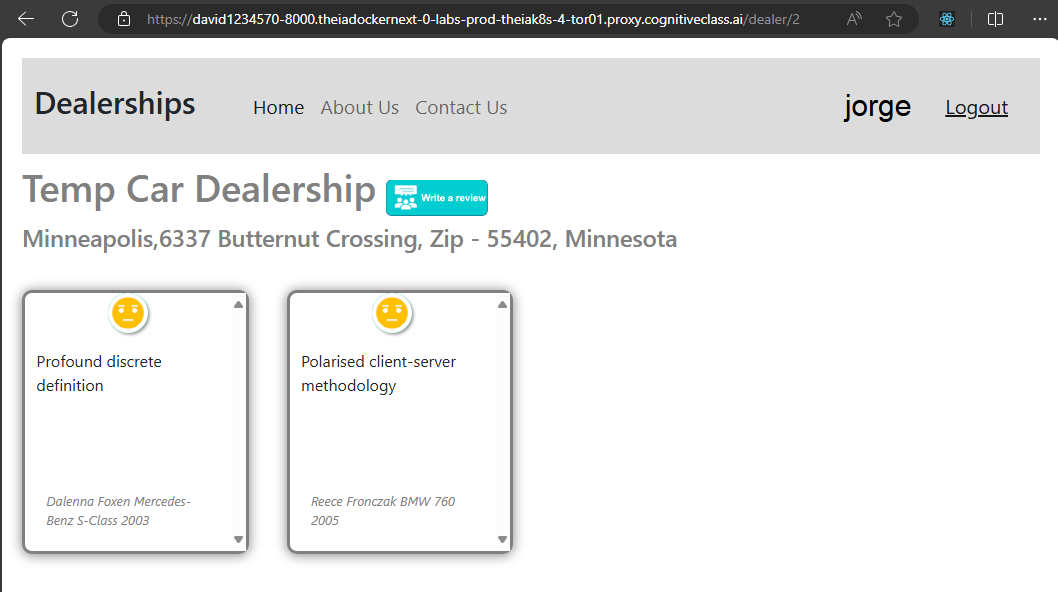 https://david1234570-8000.theiadockernext-0-labs-prod-theiak8s-4-tor01.proxy.cognitiveclass.ai/dealer/2
Dealerships Home About Us Contact Us jorge Logout
Temp Car Dealership Write a review
Minneapolis,6337 Butternut Crossing, Zip - 55402, Minnesota
Profound discrete
definition
Dalenna Foxen Mercedes-
Benz S-Class 2003
Polarised client-server
methodology
Reece Fronczak BMW 760
2005